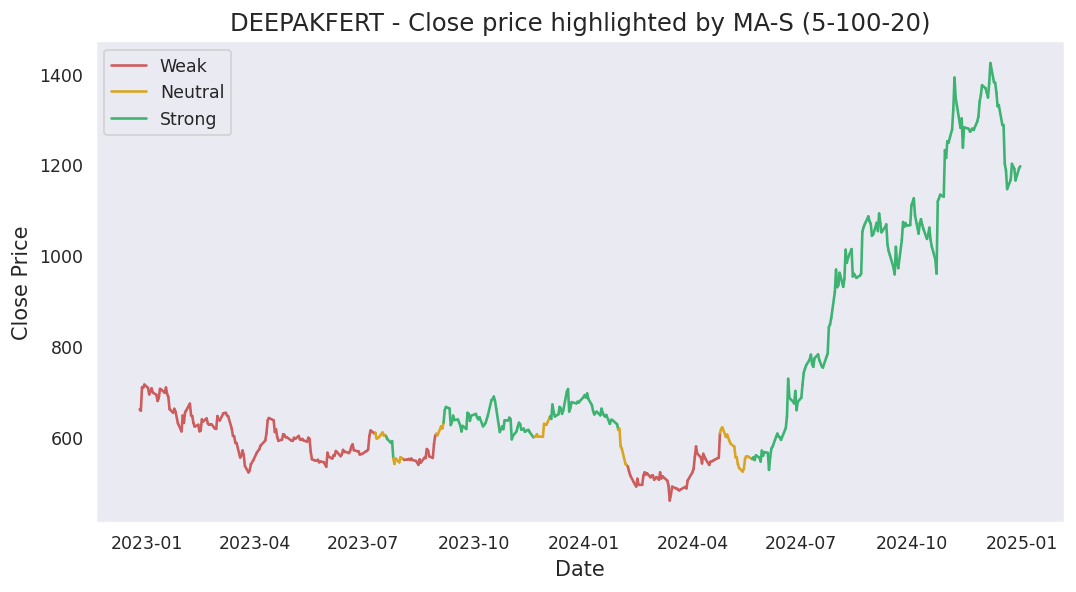 DEEPAKFERT - Close price highlighted by MA-S (5-100-20)
Weak
Neutral
Strong
1400
1200
1000
800
600
Close Price
2023-01 2023-04 2023-07 2023-10 2024-01 2024-04 2024-07 2024-10 2025-01
Date